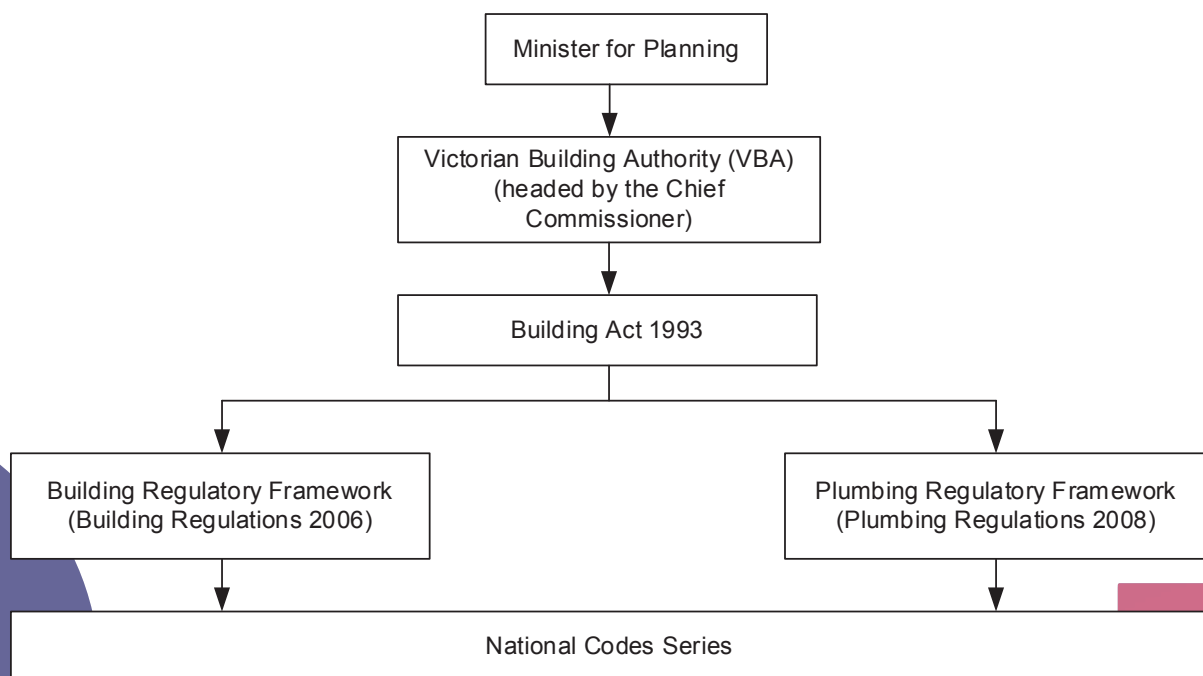 Minister for Planning
Victorian Building Authority (VBA)
(headed by the Chief
Commissioner)
Building Act 1993
Building Regulatory Framework
(Building Regulations 2006)
Plumbing Regulatory Framework
(Plumbing Regulations 2008)
National Codes Series